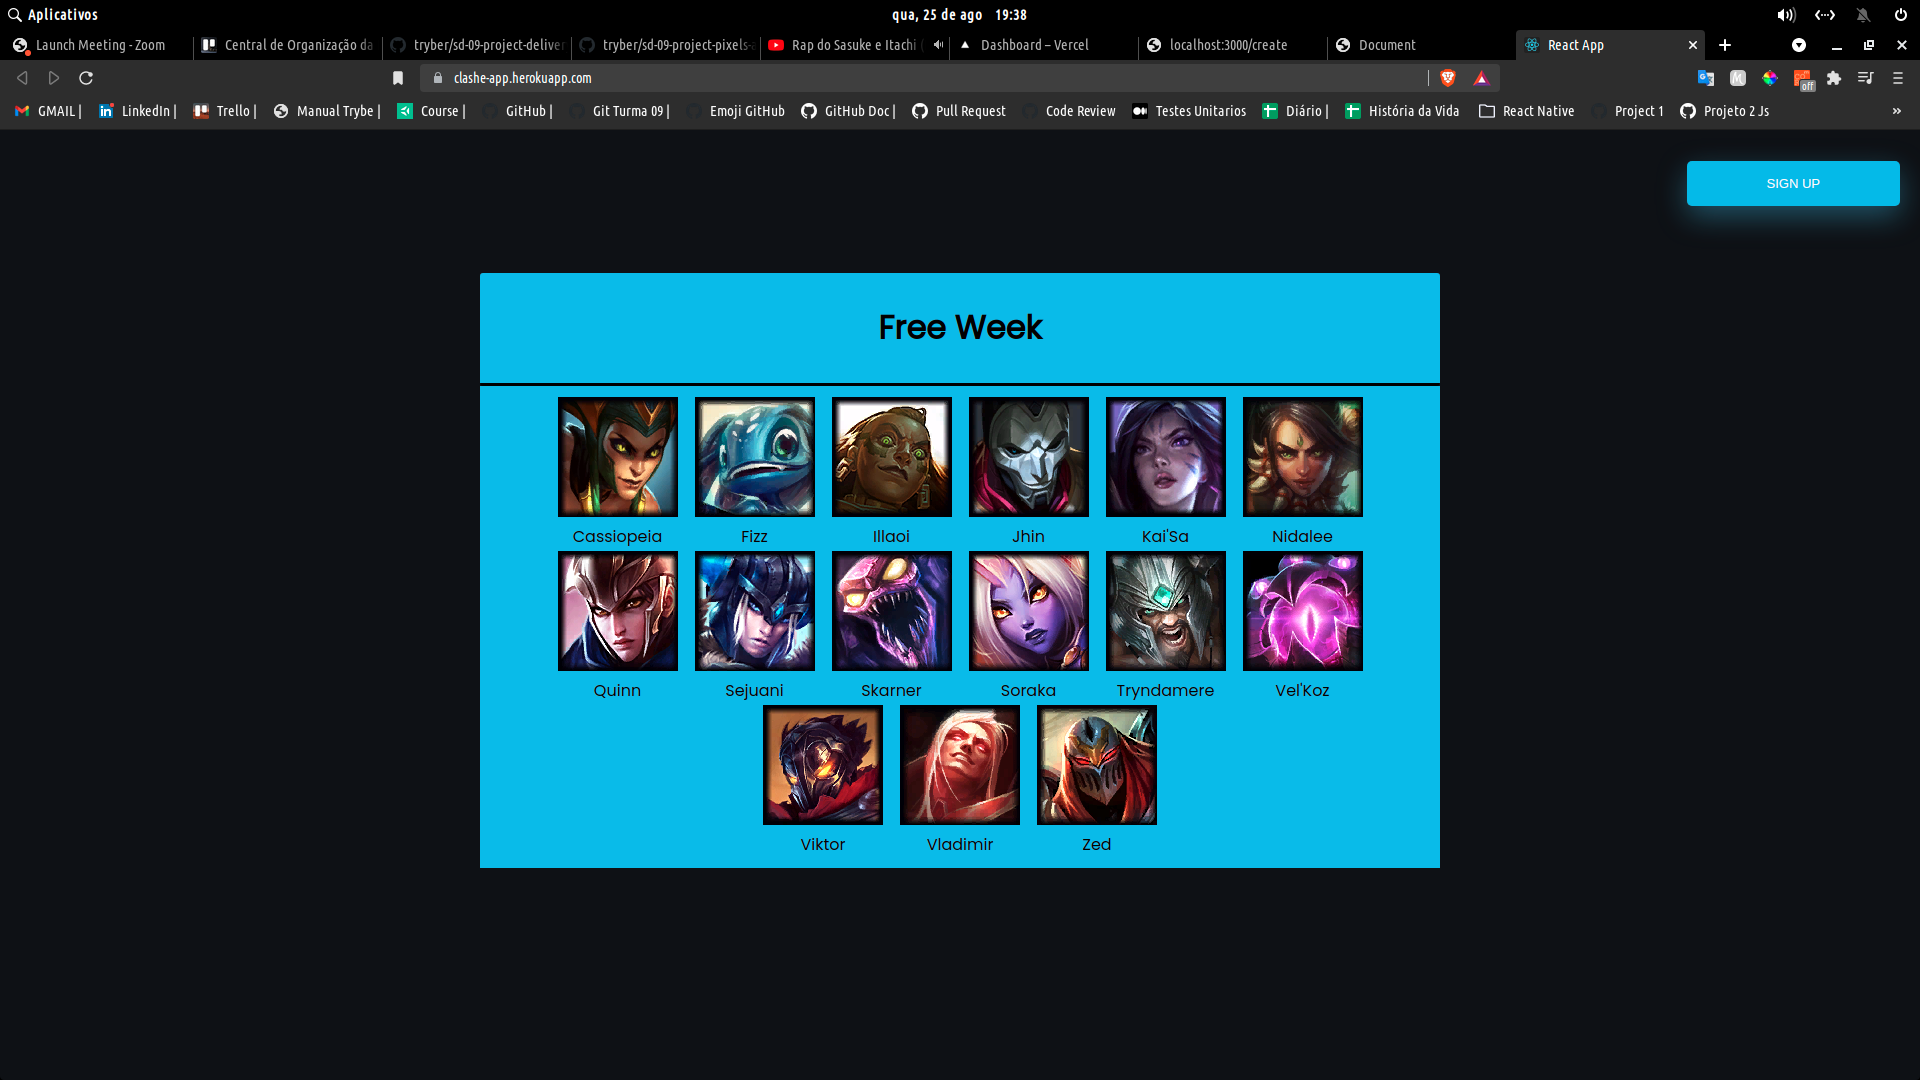 Aplicativos
qua, 25 de ago 19:38
Launch Meeting - Zoom
Central de Organização da
tryber/sd-09-project-deliver
tryber/sd-09-project-pixels-
Rap do Sasuke e Itachi (
Dashboard – Vercel
localhost:3000/create
Document
React App
clashe-app.herokuapp.com
off
GMAIL |
LinkedIn |
Trello |
Manual Trybe |
Course |
GitHub |
Git Turma 09 |
Emoji GitHub
GitHub Doc |
Pull Request
Code Review
Testes Unitarios
Diário |
História da Vida
React Native
Project 1
Projeto 2 Js
»
SIGN UP
Free Week
Cassiopeia
Fizz
Illaoi
Jhin
Kai'Sa
Nidalee
Quinn
Sejuani
Skarner
Soraka
Tryndamere
Vel'Koz
Viktor
Vladimir
Zed